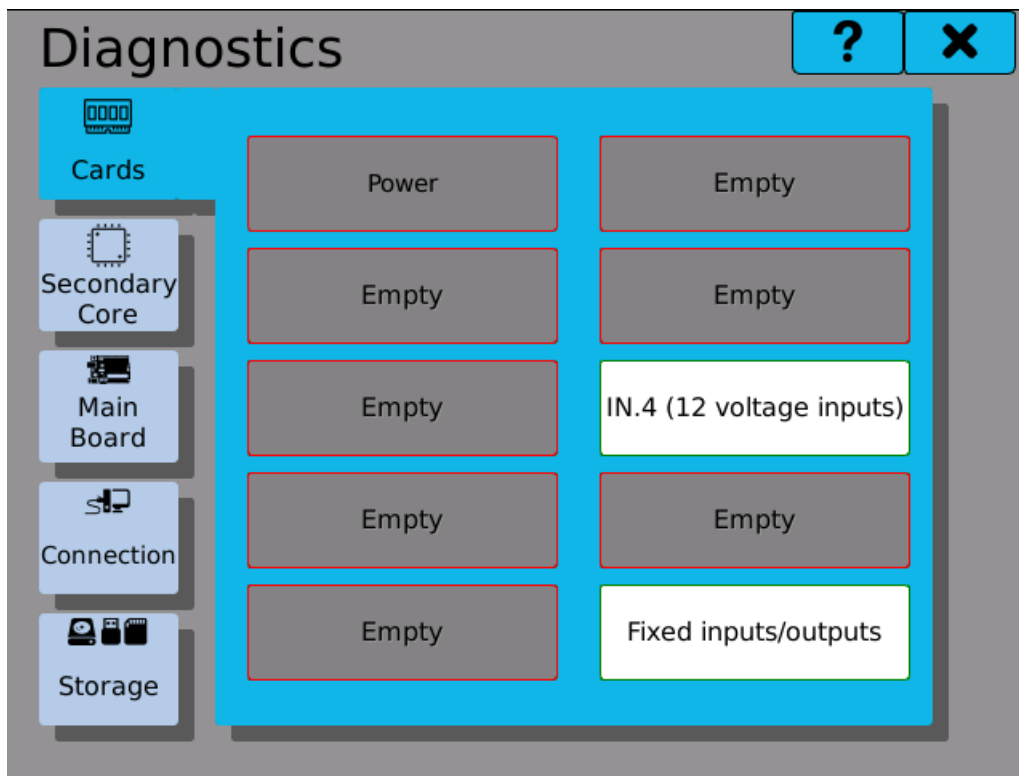 Diagnostics
?
Cards
Secondary
Core
Main
Board
Connection
Storage
Power
Empty
Empty
Empty
Empty
IN.4 (12 voltage inputs)
Empty
Empty
Empty
Fixed inputs/outputs